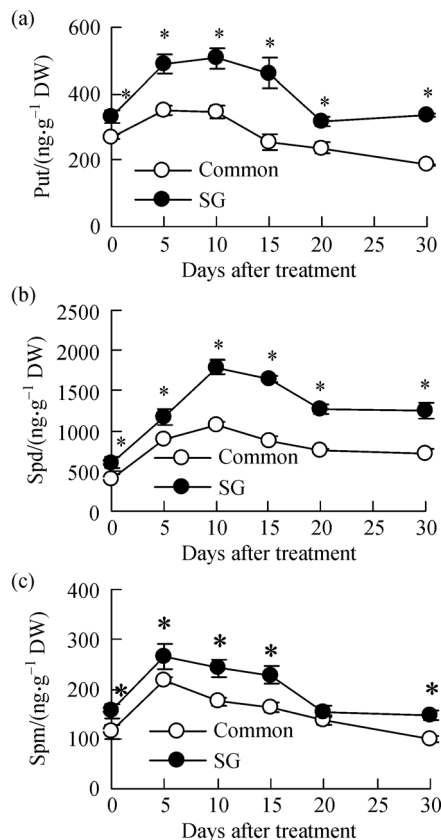 (a)
600
400
200
0
Put/(ng·g⁻¹ DW)
* * * * * *
Common
SG
0 5 10 15 20 25 30
Days after treatment
(b)
2500
2000
1500
1000
500
0
Spd/(ng·g⁻¹ DW)
* * * * * *
Common
SG
0 5 10 15 20 25 30
Days after treatment
(c)
400
300
200
100
0
Spm/(ng·g⁻¹ DW)
* * * * *
Common
SG
0 5 10 15 20 25 30
Days after treatment